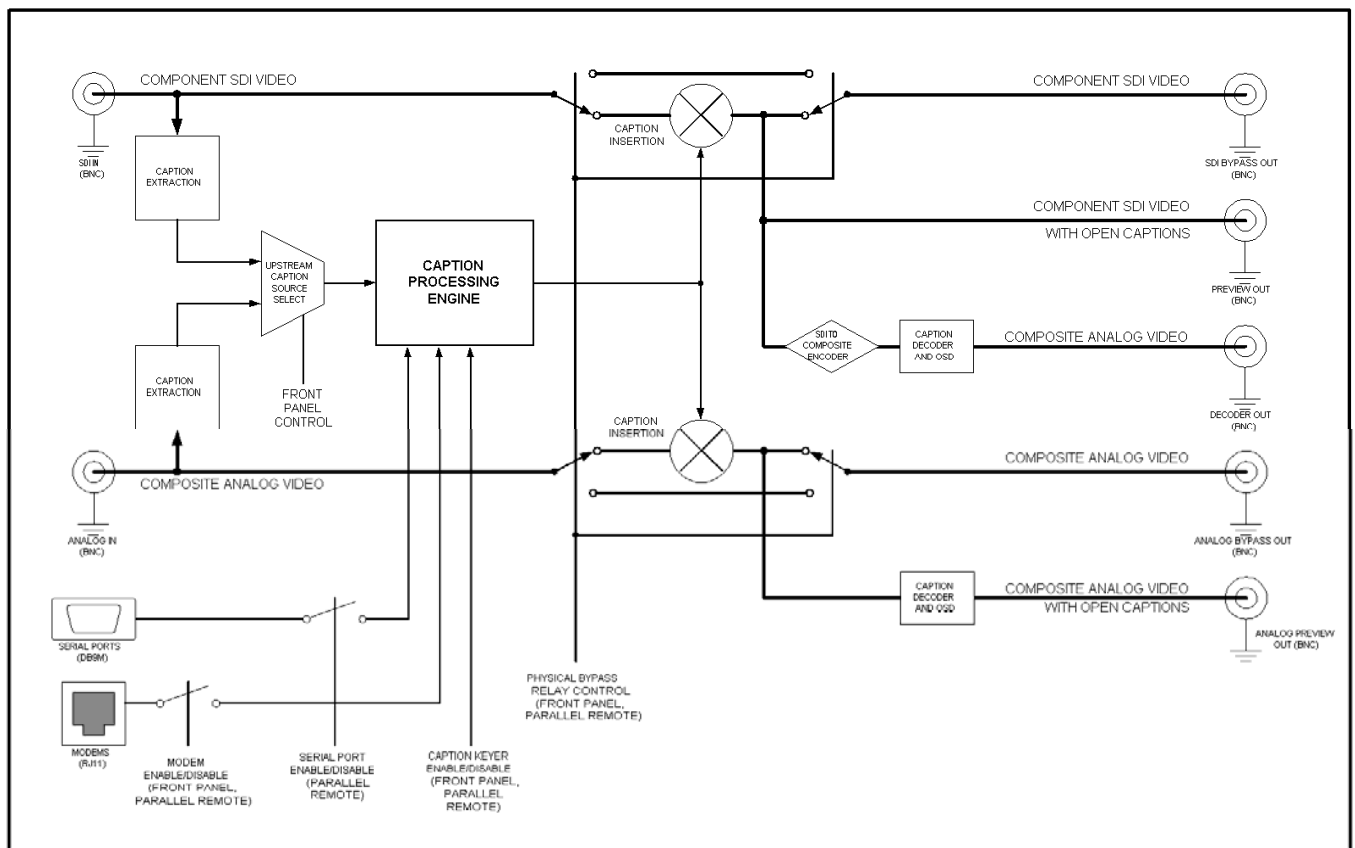 COMPONENT SDI VIDEO
SDI IN
(BNC)
CAPTION
EXTRACTION
UPSTREAM
CAPTION
SOURCE
SELECT
FRONT
PANEL
CONTROL
CAPTION
PROCESSING
ENGINE
CAPTION
EXTRACTION
COMPOSITE ANALOG VIDEO
ANALOG IN
(BNC)
CAPTION
INSERTION
CAPTION
INSERTION
COMPONENT SDI VIDEO
SDI BYPASS OUT
(BNC)
COMPONENT SDI VIDEO
WITH OPEN CAPTIONS
PREVIEW OUT
(BNC)
SDI TO
COMPOSITE
ENCODER
CAPTION
DECODER
AND OSD
COMPOSITE ANALOG VIDEO
DECODER OUT
(BNC)
COMPOSITE ANALOG VIDEO
ANALOG BYPASS OUT
(BNC)
CAPTION
DECODER
AND OSD
COMPOSITE ANALOG VIDEO
WITH OPEN CAPTIONS
ANALOG PREVIEW
OUT (BNC)
SERIAL PORTS
(DB9M)
MODEMS
(RJ11)
MODEM
ENABLE/DISABLE
(FRONT PANEL,
PARALLEL REMOTE)
SERIAL PORT
ENABLE/DISABLE
(PARALLEL
REMOTE)
CAPTION KEYER
ENABLE/DISABLE
(FRONT PANEL,
PARALLEL
REMOTE)
PHYSICAL BYPASS
RELAY CONTROL
(FRONT PANEL,
PARALLEL REMOTE)